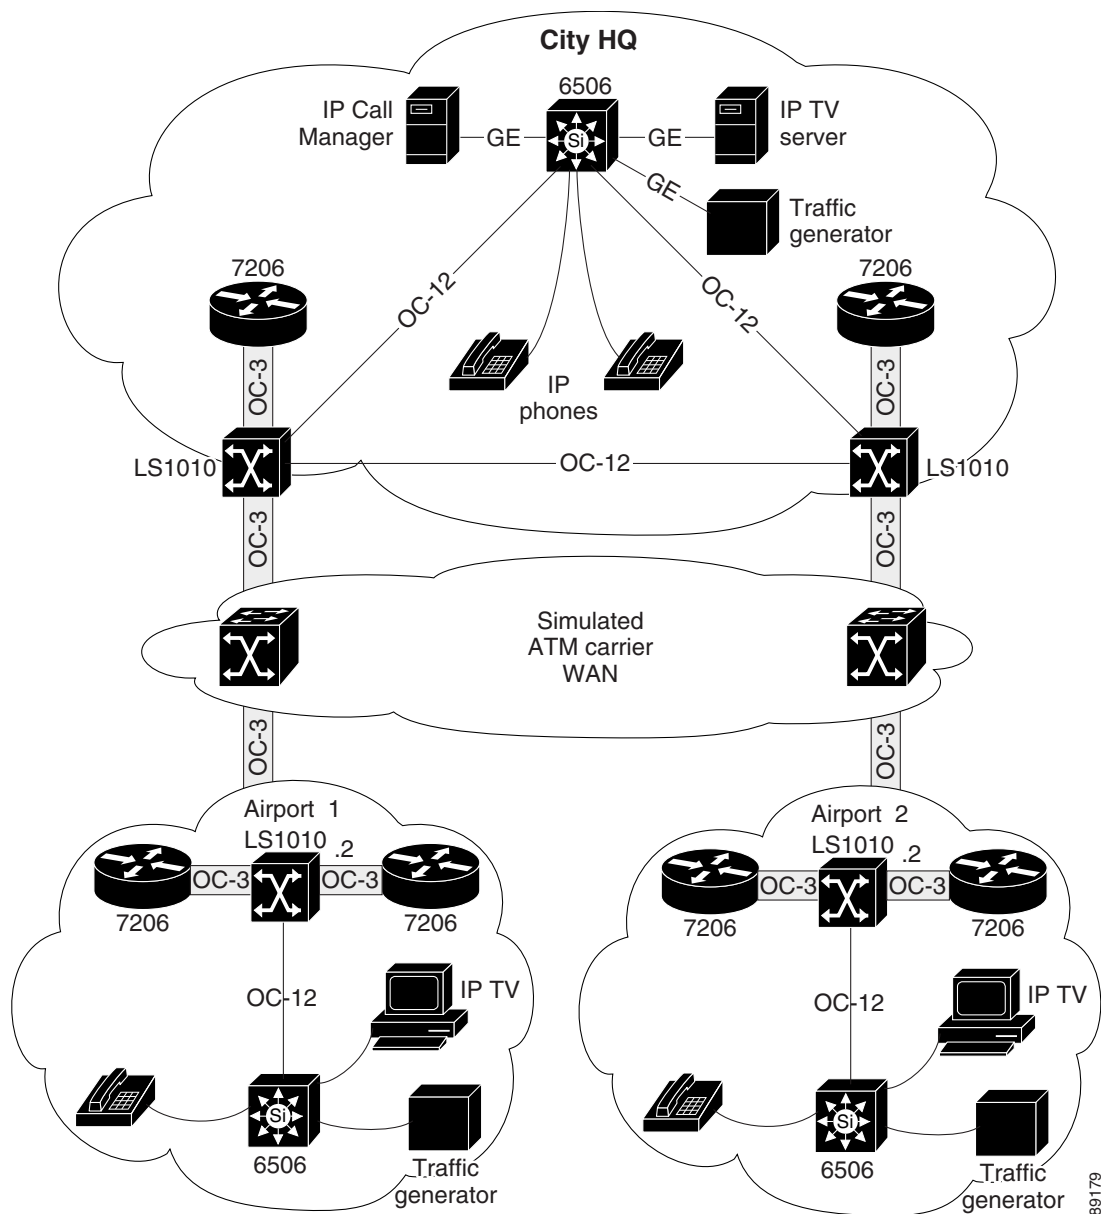 City HQ
6506
IP Call
Manager
GE
GE
IP TV
server
GE
Traffic
generator
7206
7206
OC-12
OC-12
OC-3
OC-3
IP
phones
LS1010
OC-12
LS1010
OC-3
OC-3
Simulated
ATM carrier
WAN
OC-3
OC-3
Airport 1
LS1010
.2
OC-3
OC-3
7206
7206
OC-12
IP TV
6506
Traffic
generator
Airport 2
LS1010
.2
OC-3
OC-3
7206
7206
OC-12
IP TV
6506
Traffic
generator
89179